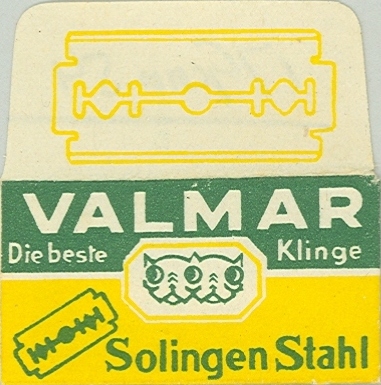 VALMAR
Die beste Klinge
Solingen Stahl